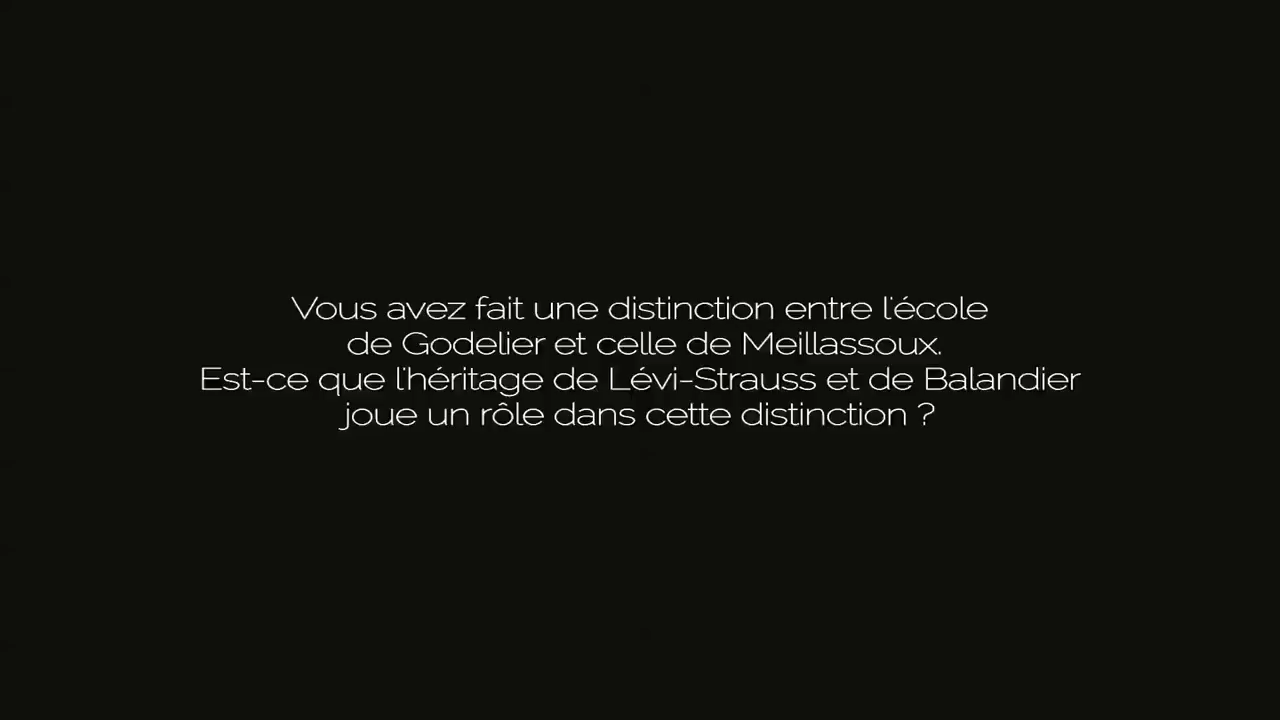 Vous avez fait une distinction entre l'école
de Godelier et celle de Meillassoux.
Est-ce que l'héritage de Lévi-Strauss et de Balandier
joue un rôle dans cette distinction ?